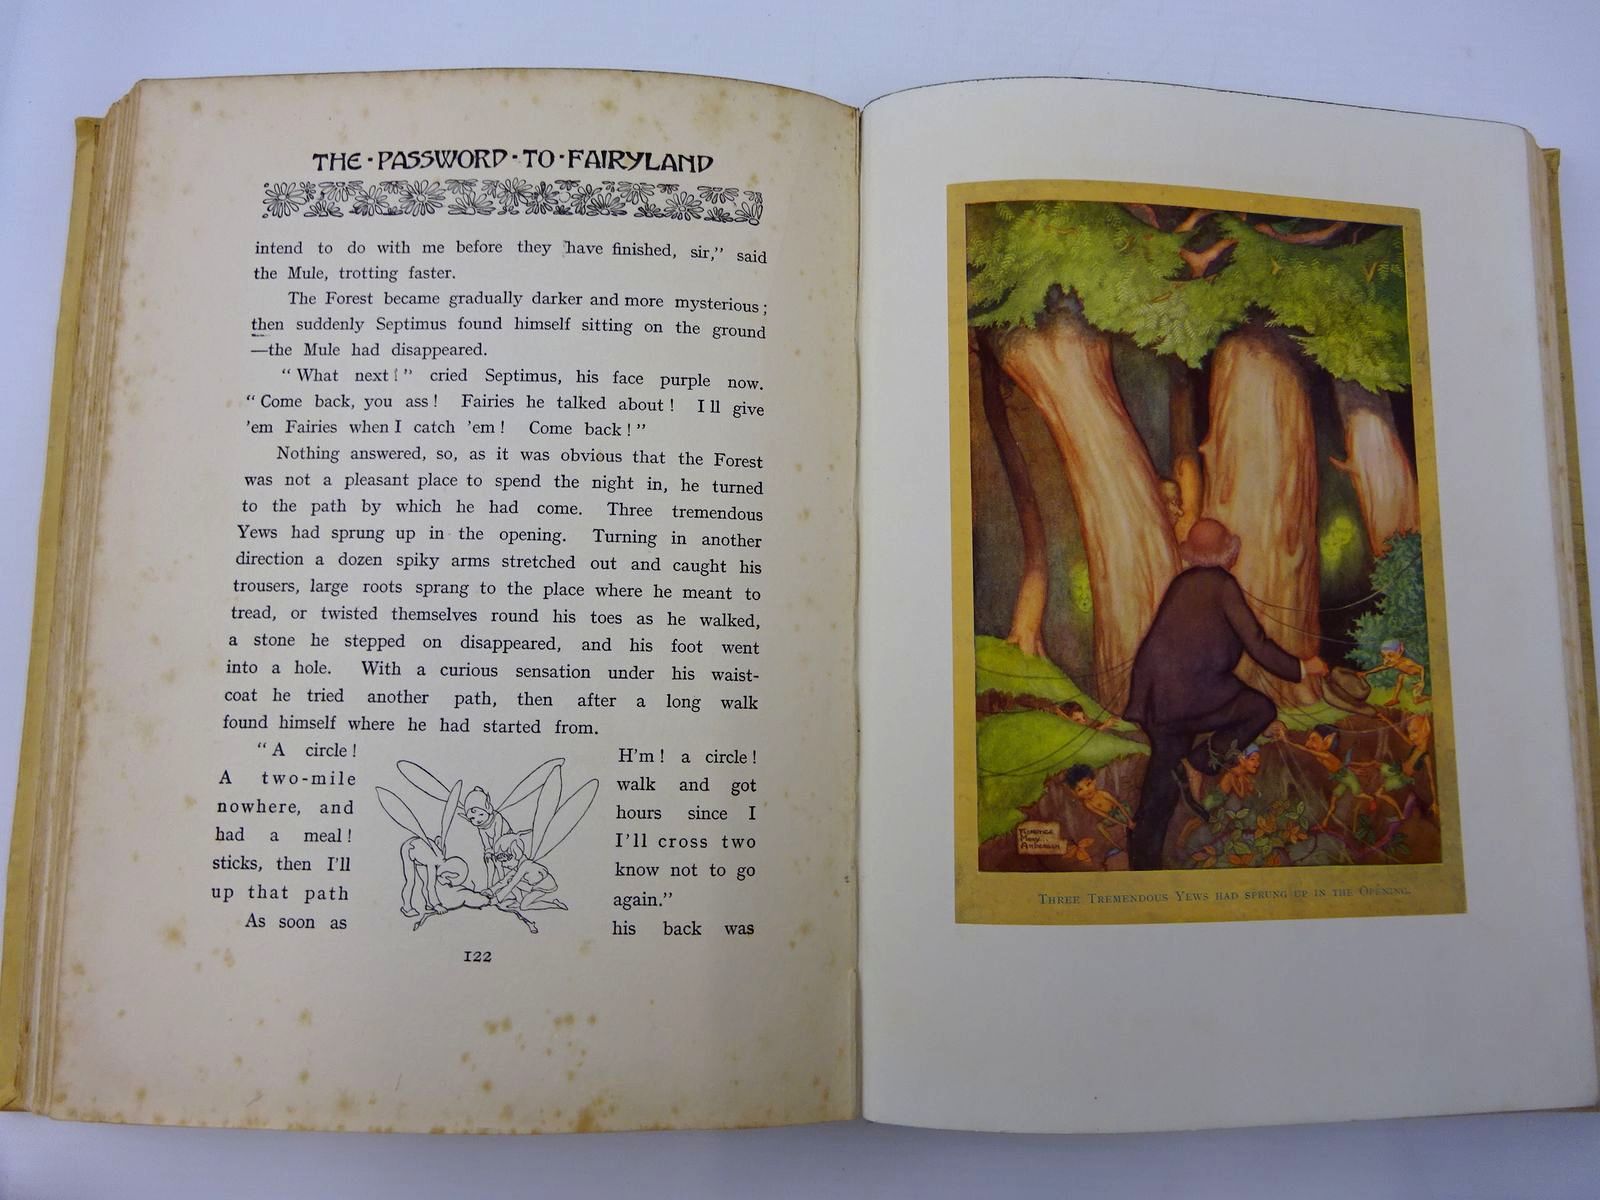 THE·PASSWORD·TO·FAIRYLAND
intend to do with me before they have finished, sir,” said
the Mule, trotting faster.
The Forest became gradually darker and more mysterious;
then suddenly Septimus found himself sitting on the ground
—the Mule had disappeared.
“What next!” cried Septimus, his face purple now.
“Come back, you ass! Fairies he talked about! I ll give
'em Fairies when I catch 'em! Come back!”
Nothing answered, so, as it was obvious that the Forest
was not a pleasant place to spend the night in, he turned
to the path by which he had come. Three tremendous
Yews had sprung up in the opening. Turning in another
direction a dozen spiky arms stretched out and caught his
trousers, large roots sprang to the place where he meant to
tread, or twisted themselves round his toes as he walked,
a stone he stepped on disappeared, and his foot went
into a hole. With a curious sensation under his waist-
coat he tried another path, then after a long walk
found himself where he had started from.
“A circle! H'm! a circle!
A two-mile walk and got
nowhere, and hours since I
had a meal! I'll cross two
sticks, then I'll know not to go
up that path again.”
As soon as his back was
122
Florence
Mary
Anderson
Three Tremendous Yews had sprung up in the Opening.